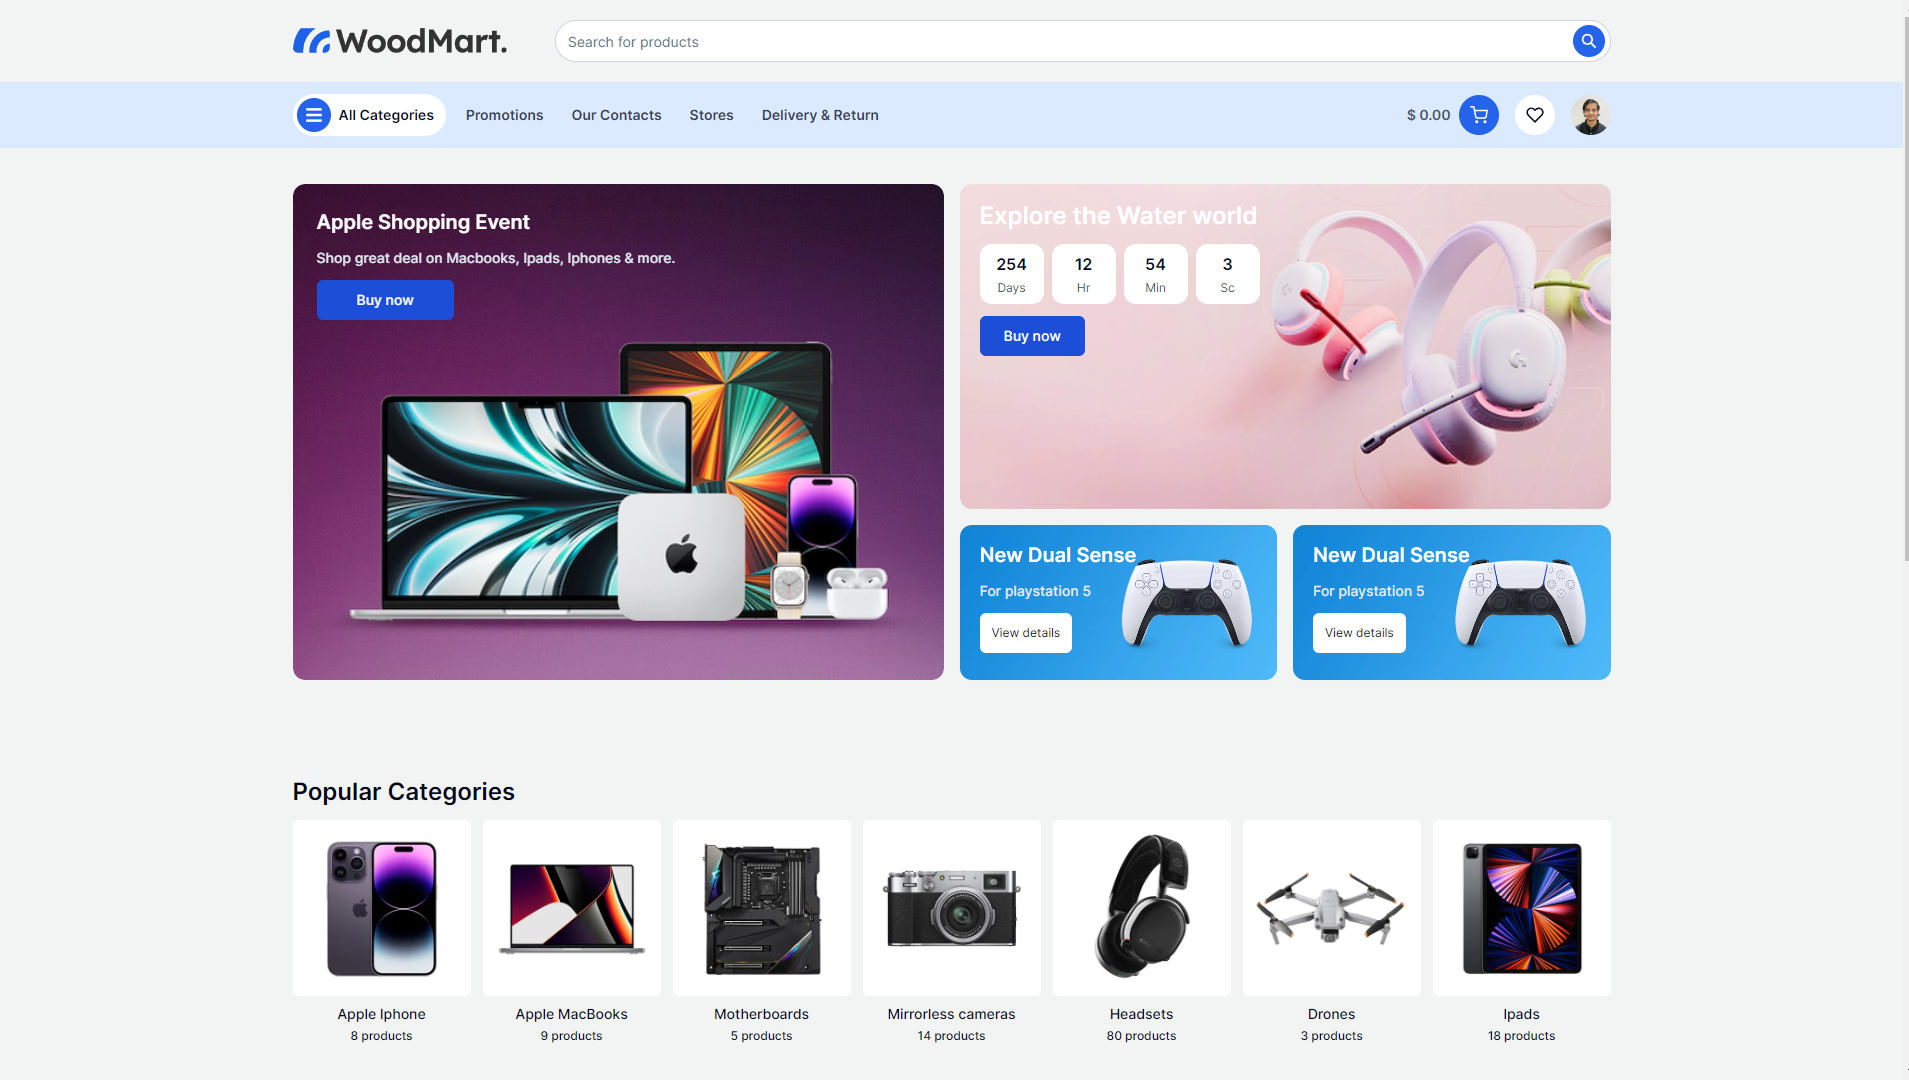 WoodMart.
Search for products
All Categories
Promotions
Our Contacts
Stores
Delivery & Return
$ 0.00
Apple Shopping Event
Shop great deal on Macbooks, Ipads, Iphones & more.
Buy now
Explore the Water world
254
Days
12
Hr
54
Min
3
Sc
Buy now
New Dual Sense
For playstation 5
View details
New Dual Sense
For playstation 5
View details
Popular Categories
Apple Iphone
8 products
Apple MacBooks
9 products
Motherboards
5 products
Mirrorless cameras
14 products
Headsets
80 products
Drones
3 products
Ipads
18 products